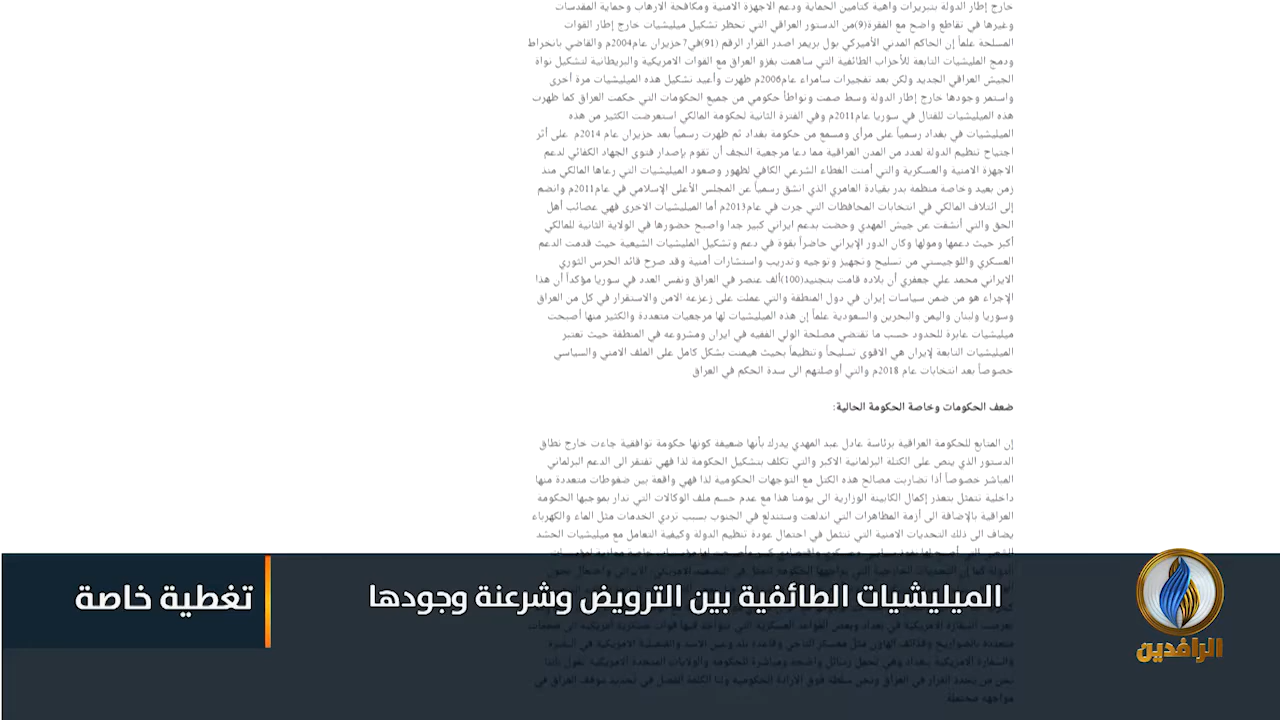 خارج إطار الدولة بتبريرات واهية كتأمين الحماية ودعم الاجهزة الامنية ومكافحة الارهاب وحماية المقدسات
وغيرها في تقاطع واضح مع الفقرة(9)من الدستور العراقي التي تحظر تشكيل ميليشيات خارج إطار القوات
المسلحة علماً إن الحاكم المدني الأميركي بول بريمر اصدر القرار الرقم (91)في7حزيران عام2004م والقاضي بانخراط
ودمج المليشيات التابعة للأحزاب الطائفية التي ساهمت بغزو العراق مع القوات الامريكية والبريطانية لتشكيل نواة
الجيش العراقي الجديد ولكن بعد تفجيرات سامراء عام2006م ظهرت وأعيد تشكيل هذه الميليشيات مرة أخرى
واستمر وجودها خارج إطار الدولة وسط صمت وتواطأ حكومي من جميع الحكومات التي حكمت العراق كما ظهرت
هذه الميليشيات للقتال في سوريا عام2011م وفي الفترة الثانية لحكومة المالكي استعرضت الكثير من هذه
الميليشيات في بغداد رسمياً على مرأى ومسمع من حكومة بغداد ثم ظهرت رسمياً بعد حزيران عام 2014م على أثر
اجتياح تنظيم الدولة لعدد من المدن العراقية مما دعا مرجعية النجف أن تقوم بإصدار فتوى الجهاد الكفائي لدعم
الاجهزة الامنية والعسكرية والتي أمنت الغطاء الشرعي الكافي لظهور وصعود الميليشيات التي رعاها المالكي منذ
زمن بعيد وخاصة منظمة بدر بقيادة العامري الذي انشق رسمياً عن المجلس الأعلى الإسلامي في عام2011م وانضم
إلى ائتلاف المالكي في انتخابات المحافظات التي جرت في عام2013م أما الميليشيات الاخرى فهي عصائب أهل
الحق والتي أنشقت عن جيش المهدي وحضت بدعم ايراني كبير جدا واصبح حضورها في الولاية الثانية للمالكي
أكبر حيث دعمها ومولها وكان الدور الإيراني حاضراً بقوة في دعم وتشكيل المليشيات الشيعية حيث قدمت الدعم
العسكري واللوجيستي من تسليح وتجهيز وتوجيه وتدريب واستشارات أمنية وقد صرح قائد الحرس الثوري
الايراني محمد علي جعفري أن بلاده قامت بتجنيد(100)ألف عنصر في العراق ونفس العدد في سوريا مؤكداً أن هذا
الإجراء هو من ضمن سياسات إيران في دول المنطقة والتي عملت على زعزعة الامن والاستقرار في كل من العراق
وسوريا ولبنان واليمن والبحرين والسعودية علماً إن هذه الميليشيات لها مرجعيات متعددة والكثير منها أصبحت
ميليشيات عابرة للحدود حسب ما تقتضي مصلحة الولي الفقيه في ايران ومشروعه في المنطقة حيث تعتبر
الميليشيات التابعة لإيران هي الاقوى تسليحاً وتنظيماً بحيث هيمنت بشكل كامل على الملف الامني والسياسي
خصوصاً بعد انتخابات عام 2018م والتي أوصلتهم الى سدة الحكم في العراق
ضعف الحكومات وخاصة الحكومة الحالية:
إن المتابع للحكومة العراقية برئاسة عادل عبد المهدي يدرك بأنها ضعيفة كونها حكومة توافقية جاءت خارج نطاق
الدستور الذي ينص على الكتلة البرلمانية الاكبر والتي تكلف بتشكيل الحكومة لذا فهي تفتقر الى الدعم البرلماني
المباشر خصوصاً أذا تضاربت مصالح هذه الكتل مع التوجهات الحكومية لذا فهي واقعة بين ضغوطات متعددة منها
داخلية تتمثل بتعذر إكمال الكابينة الوزارية الى يومنا هذا مع عدم حسم ملف الوكالات التي تدار بموجبها الحكومة
العراقية بالإضافة الى أزمة المظاهرات التي اندلعت وستندلع في الجنوب بسبب تردي الخدمات مثل الماء والكهرباء
يضاف الى ذلك التحديات الامنية التي تتمثل في احتمال عودة تنظيم الدولة وكيفية التعامل مع ميليشيات الحشد
الميليشيات الطائفية بين الترويض وشرعنة وجودها
تغطية خاصة
الرافدين